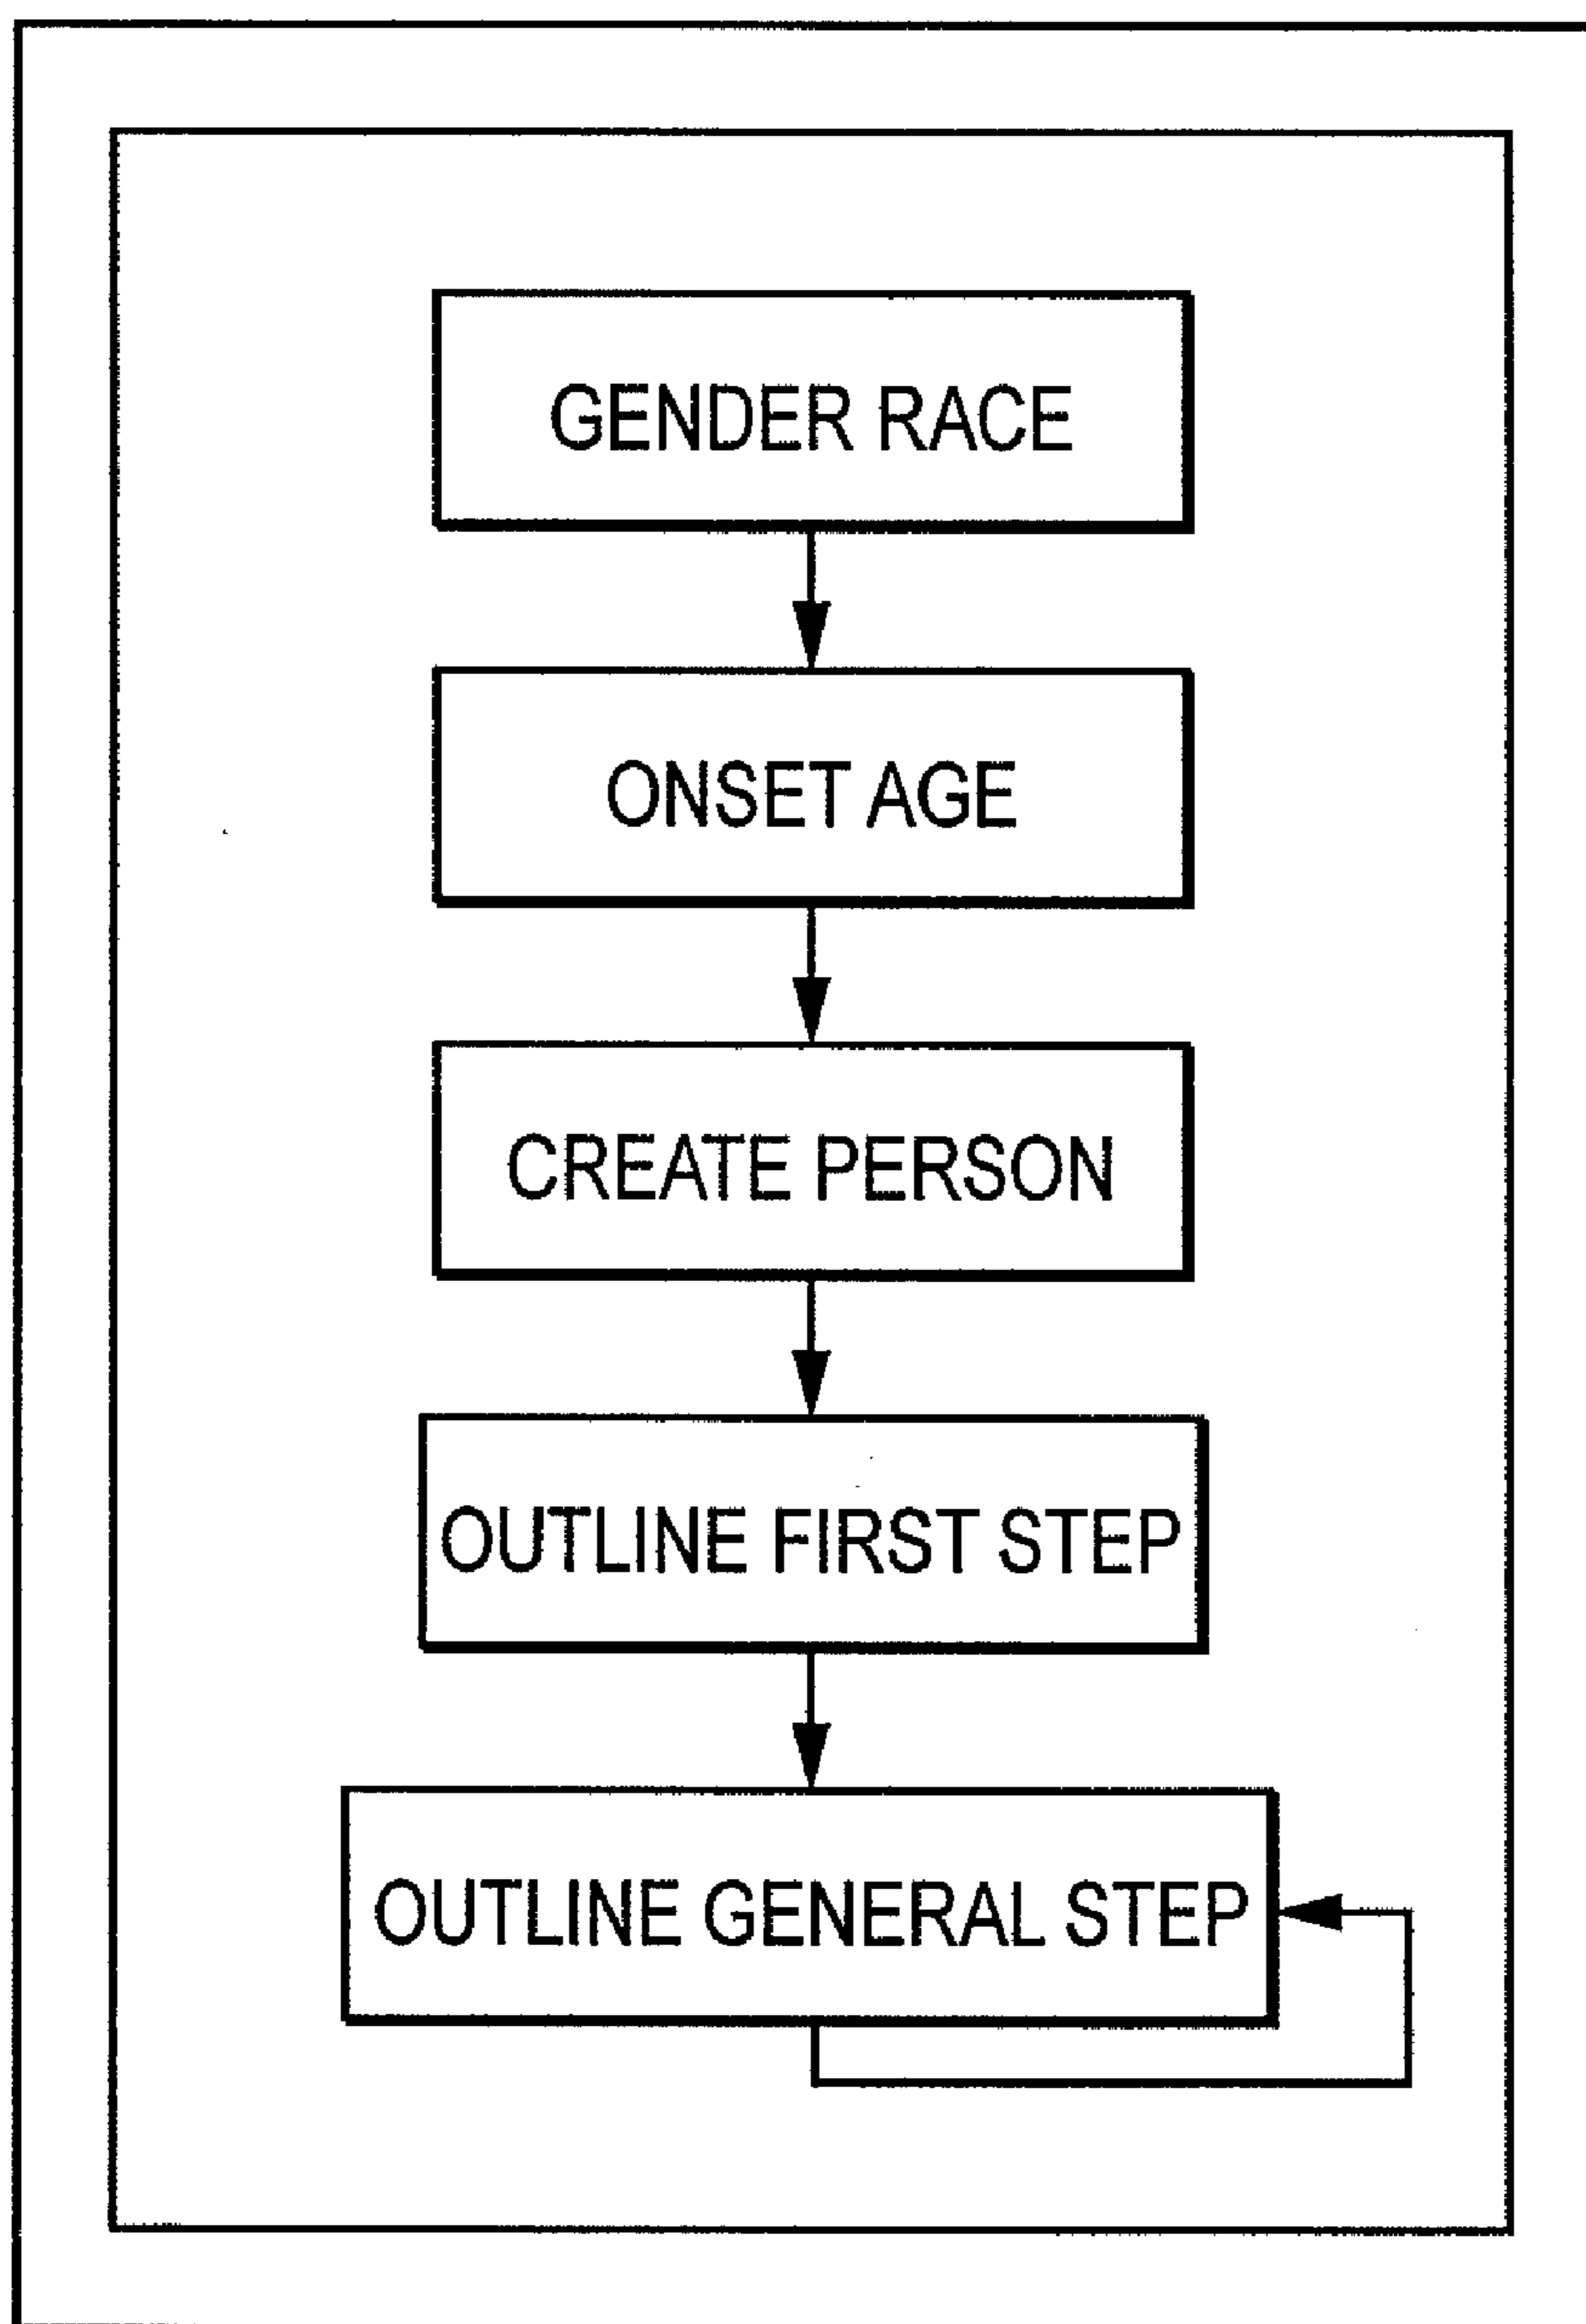 GENDER RACE
ONSET AGE
CREATE PERSON
OUTLINE FIRST STEP
OUTLINE GENERAL STEP